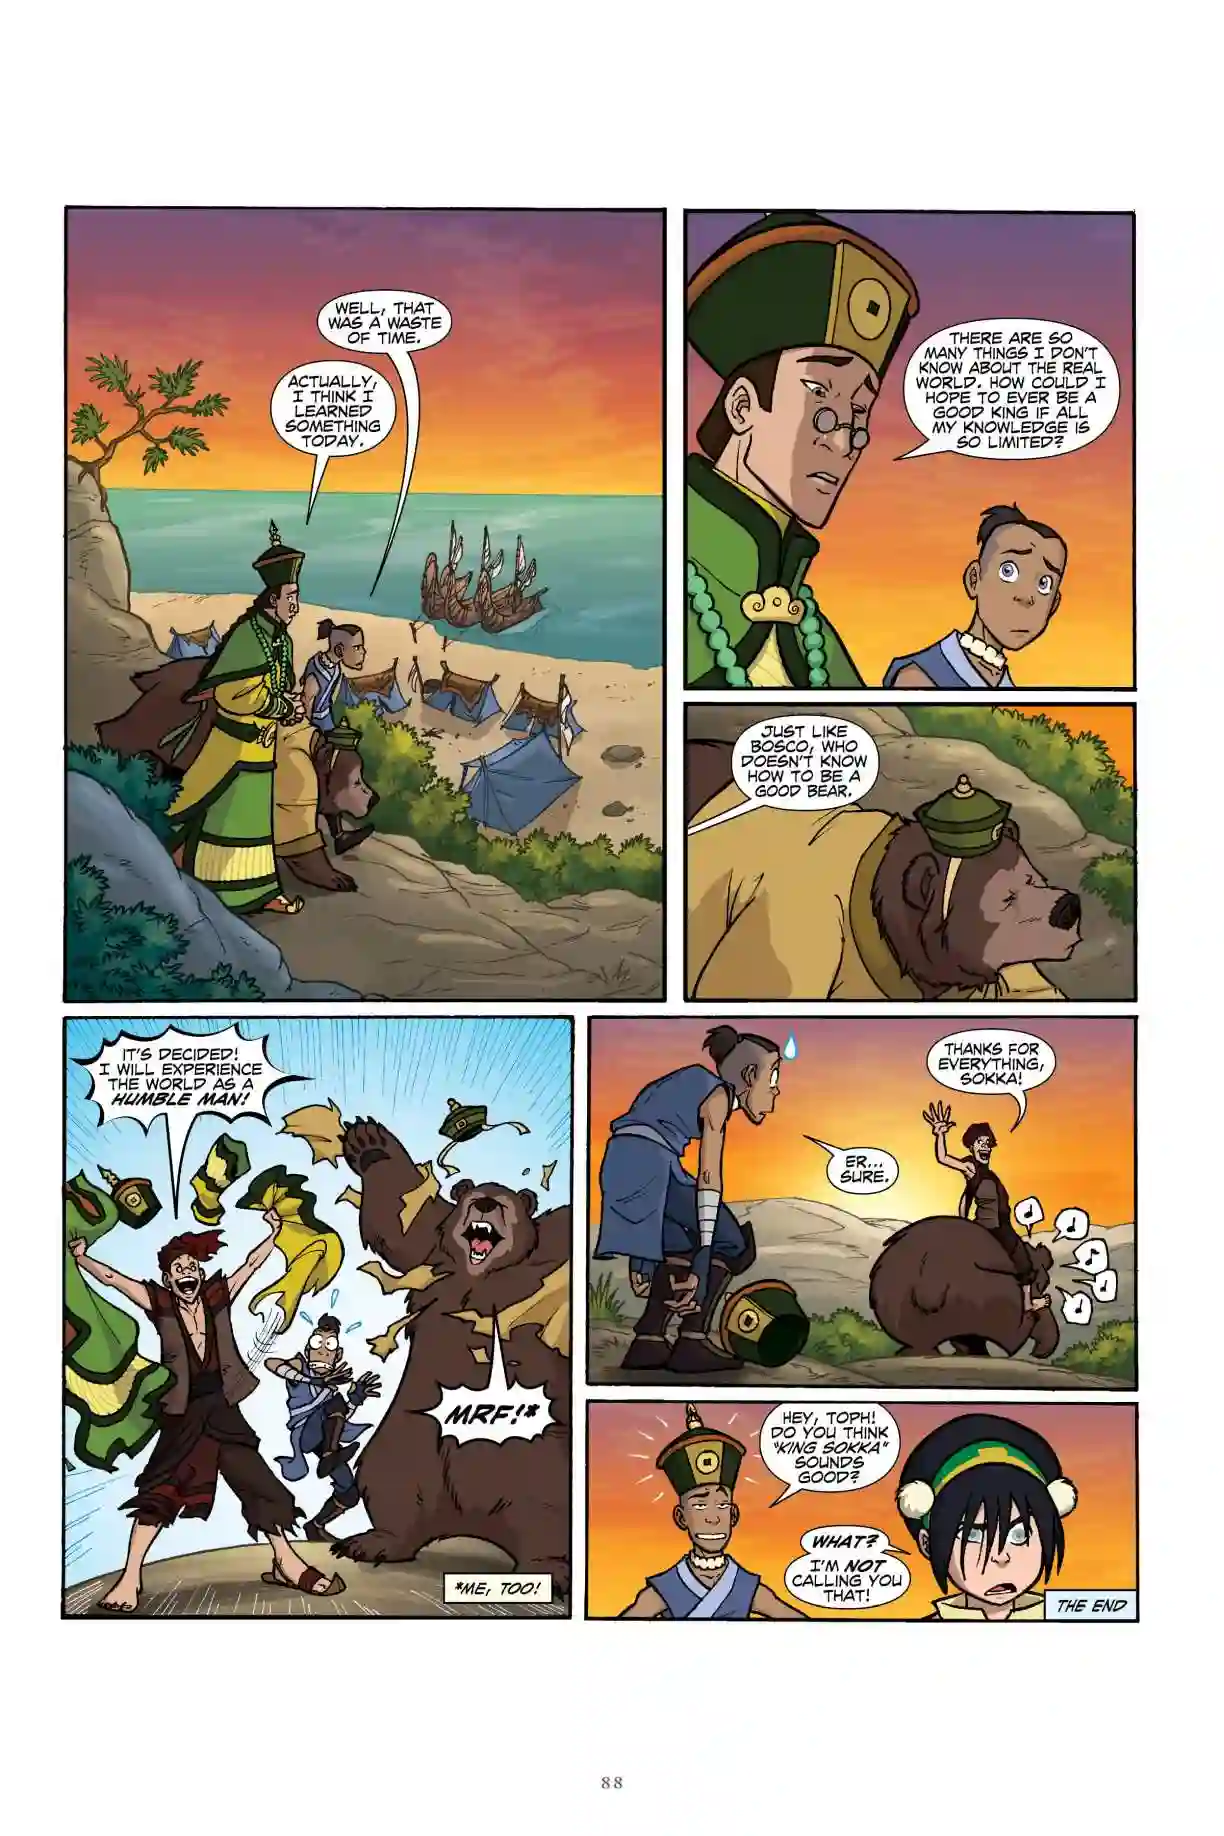 WELL, THAT
WAS A WASTE
OF TIME.
ACTUALLY,
I THINK I
LEARNED
SOMETHING
TODAY.
THERE ARE SO
MANY THINGS I DON'T
KNOW ABOUT THE REAL
WORLD. HOW COULD I
HOPE TO EVER BE A
GOOD KING IF ALL
MY KNOWLEDGE IS
SO LIMITED?
JUST LIKE
BOSCO, WHO
DOESN'T KNOW
HOW TO BE A
GOOD BEAR.
IT'S DECIDED!
I WILL EXPERIENCE
THE WORLD AS A
HUMBLE MAN!
MRF!*
*ME, TOO!
THANKS FOR
EVERYTHING,
SOKKA!
ER...
SURE.
HEY, TOPH!
DO YOU THINK
"KING SOKKA"
SOUNDS
GOOD?
WHAT?
I'M NOT
CALLING YOU
THAT!
THE END
88